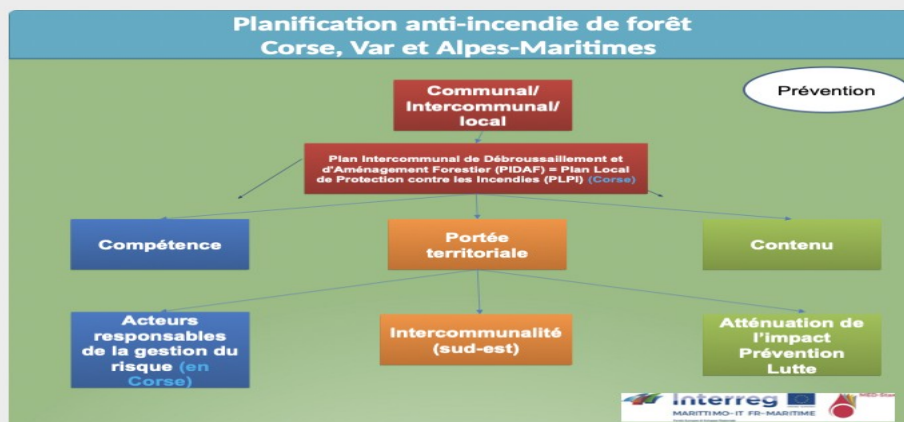 Planification anti-incendie de forêt
Corse, Var et Alpes-Maritimes
Prévention
Communal/
Intercommunal/
local
Plan Intercommunal de Débroussaillement et
d'Aménagement Forestier (PIDAF) = Plan Local
de Protection contre les Incendies (PLPI) (Corse)
Compétence
Portée
territoriale
Contenu
Acteurs
responsables
de la gestion du
risque (en
Corse)
Intercommunalité
(sud-est)
Atténuation de
l'impact
Prévention
Lutte
Interreg
MARITTIMO-IT FR-MARITIME
MED-Star